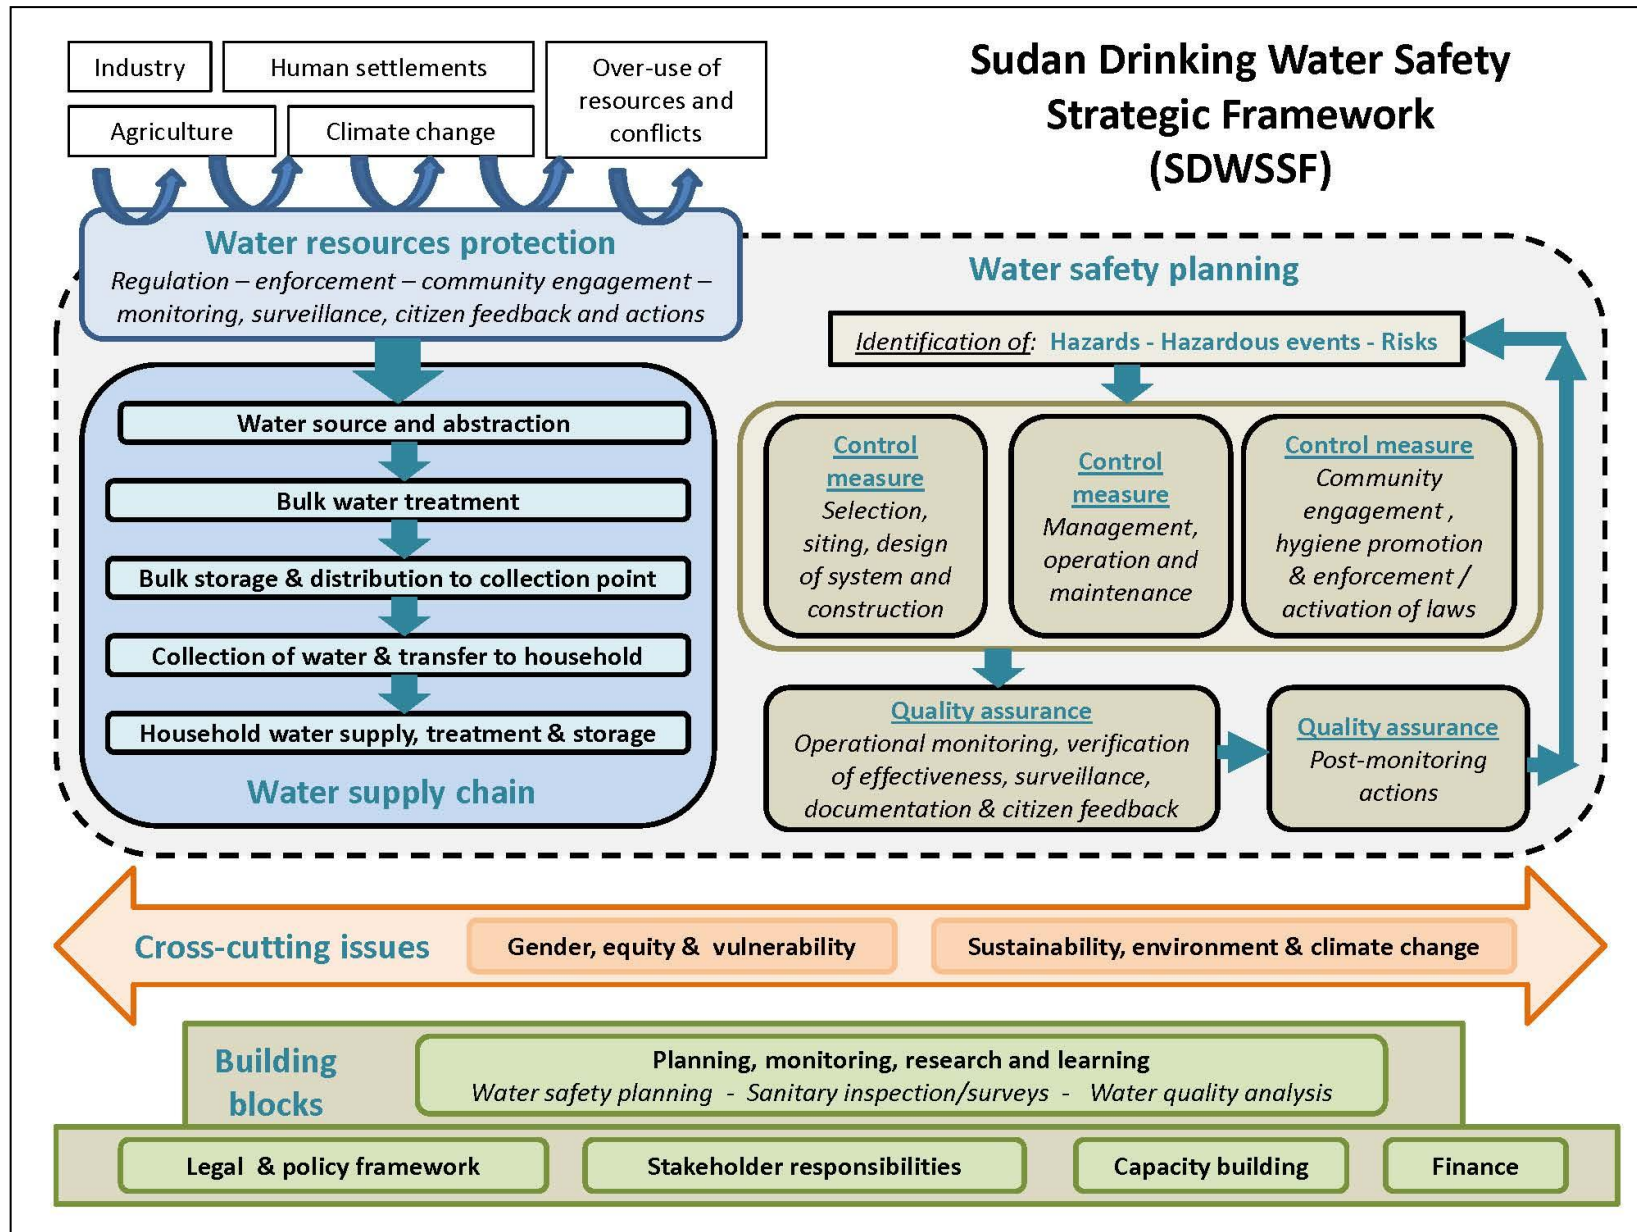 Sudan Drinking Water Safety
Strategic Framework
(SDWSSF)
Industry
Human settlements
Over-use of
resources and
conflicts
Agriculture
Climate change
Water resources protection
Regulation – enforcement – community engagement –
monitoring, surveillance, citizen feedback and actions
Water source and abstraction
Bulk water treatment
Bulk storage & distribution to collection point
Collection of water & transfer to household
Household water supply, treatment & storage
Water supply chain
Water safety planning
Identification of: Hazards - Hazardous events - Risks
Control
measure
Selection,
siting, design
of system and
construction
Control
measure
Management,
operation and
maintenance
Control measure
Community
engagement ,
hygiene promotion
& enforcement /
activation of laws
Quality assurance
Operational monitoring, verification
of effectiveness, surveillance,
documentation & citizen feedback
Quality assurance
Post-monitoring
actions
Cross-cutting issues
Gender, equity & vulnerability
Sustainability, environment & climate change
Building
blocks
Planning, monitoring, research and learning
Water safety planning - Sanitary inspection/surveys - Water quality analysis
Legal & policy framework
Stakeholder responsibilities
Capacity building
Finance